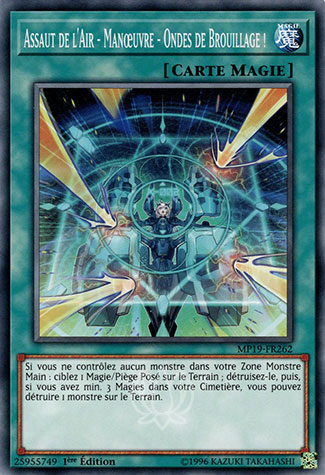 Assaut de l'Air - Manœuvre - Ondes de Brouillage !
[Carte Magie]
MP19-FR262
Si vous ne contrôlez aucun monstre dans votre Zone Monstre
Main : ciblez 1 Magie/Piège Posé sur le Terrain ; détruisez-le, puis,
si vous avez min. 3 Magies dans votre Cimetière, vous pouvez
détruire 1 monstre sur le Terrain.
25955749 1ère Édition ©1996 KAZUKI TAKAHASHI